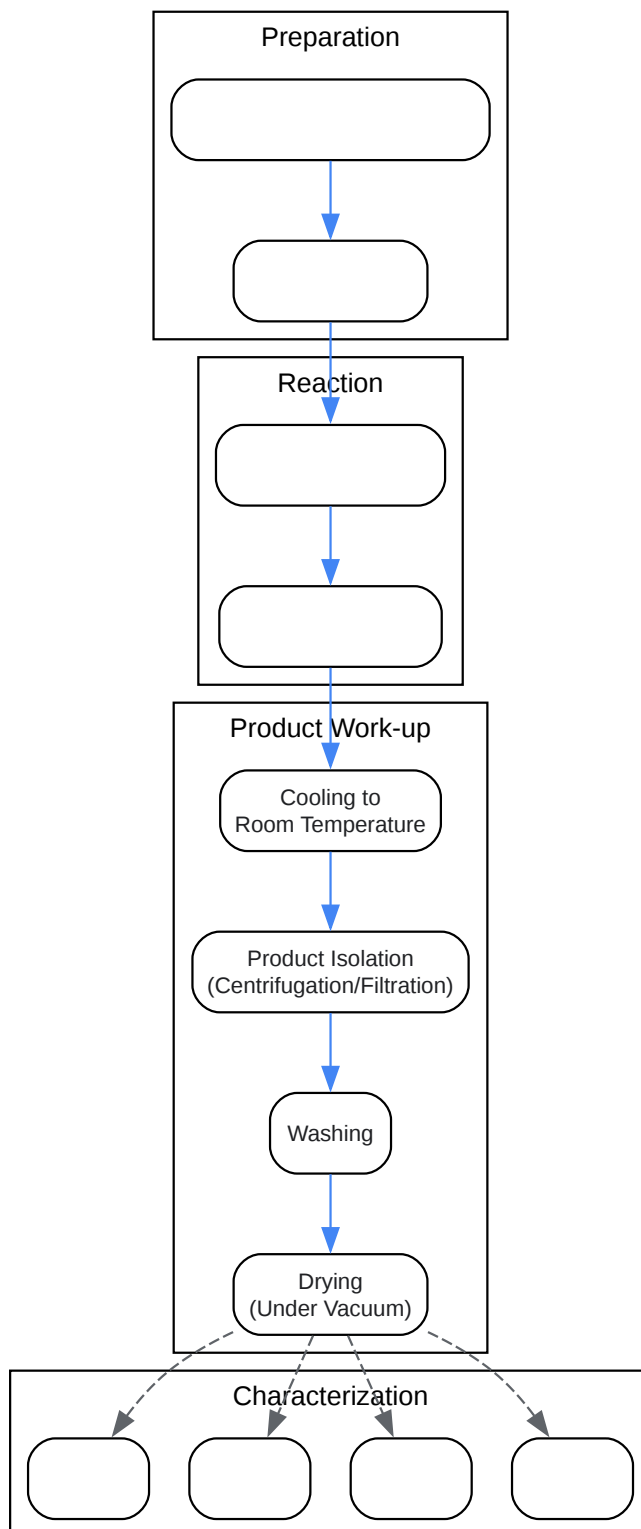 Preparation
Reaction
Product Work-up
Cooling to
Room Temperature
Product Isolation
(Centrifugation/Filtration)
Washing
Drying
(Under Vacuum)
Characterization